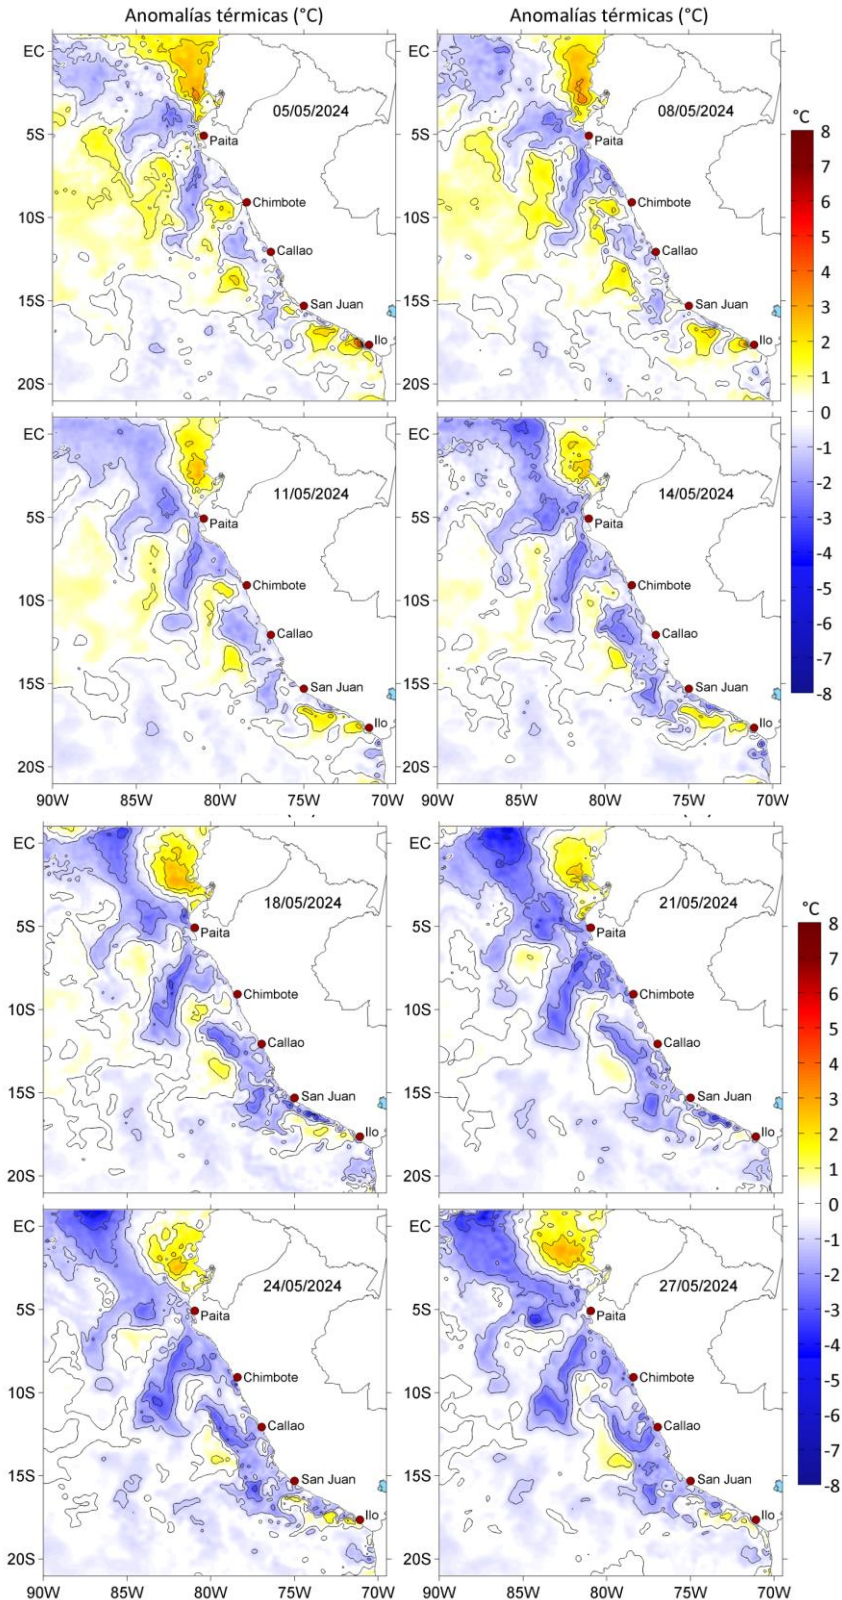 Anomalías térmicas (°C)
Anomalías térmicas (°C)
EC
5S
10S
15S
20S
05/05/2024
Paita
Chimbote
Callao
San Juan
Ilo
EC
5S
10S
15S
20S
08/05/2024
Paita
Chimbote
Callao
San Juan
Ilo
°C
8
7
6
5
4
3
2
1
0
-1
-2
-3
-4
-5
-6
-7
-8
EC
5S
10S
15S
20S
11/05/2024
Paita
Chimbote
Callao
San Juan
Ilo
90W 85W 80W 75W 70W
EC
5S
10S
15S
20S
14/05/2024
Paita
Chimbote
Callao
San Juan
Ilo
90W 85W 80W 75W 70W
EC
5S
10S
15S
20S
18/05/2024
Paita
Chimbote
Callao
San Juan
Ilo
EC
5S
10S
15S
20S
21/05/2024
Paita
Chimbote
Callao
San Juan
Ilo
°C
8
7
6
5
4
3
2
1
0
-1
-2
-3
-4
-5
-6
-7
-8
EC
5S
10S
15S
20S
24/05/2024
Paita
Chimbote
Callao
San Juan
Ilo
90W 85W 80W 75W 70W
EC
5S
10S
15S
20S
27/05/2024
Paita
Chimbote
Callao
San Juan
Ilo
90W 85W 80W 75W 70W